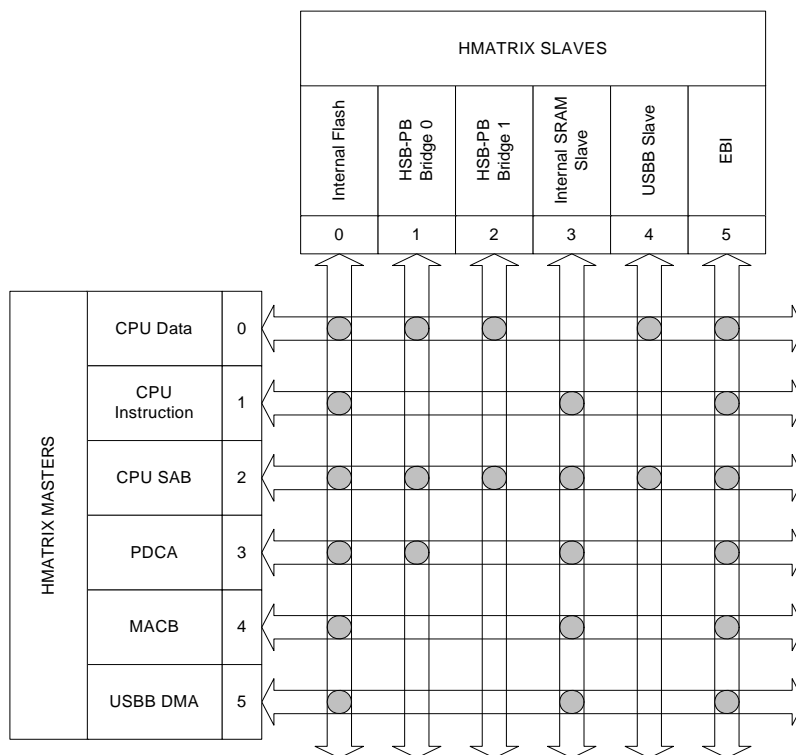 HMATRIX SLAVES
Internal Flash
HSB-PB
Bridge 0
HSB-PB
Bridge 1
Internal SRAM
Slave
USBB Slave
EBI
0 1 2 3 4 5
HMATRIX MASTERS
CPU Data 0
CPU
Instruction 1
CPU SAB 2
PDCA 3
MACB 4
USBB DMA 5